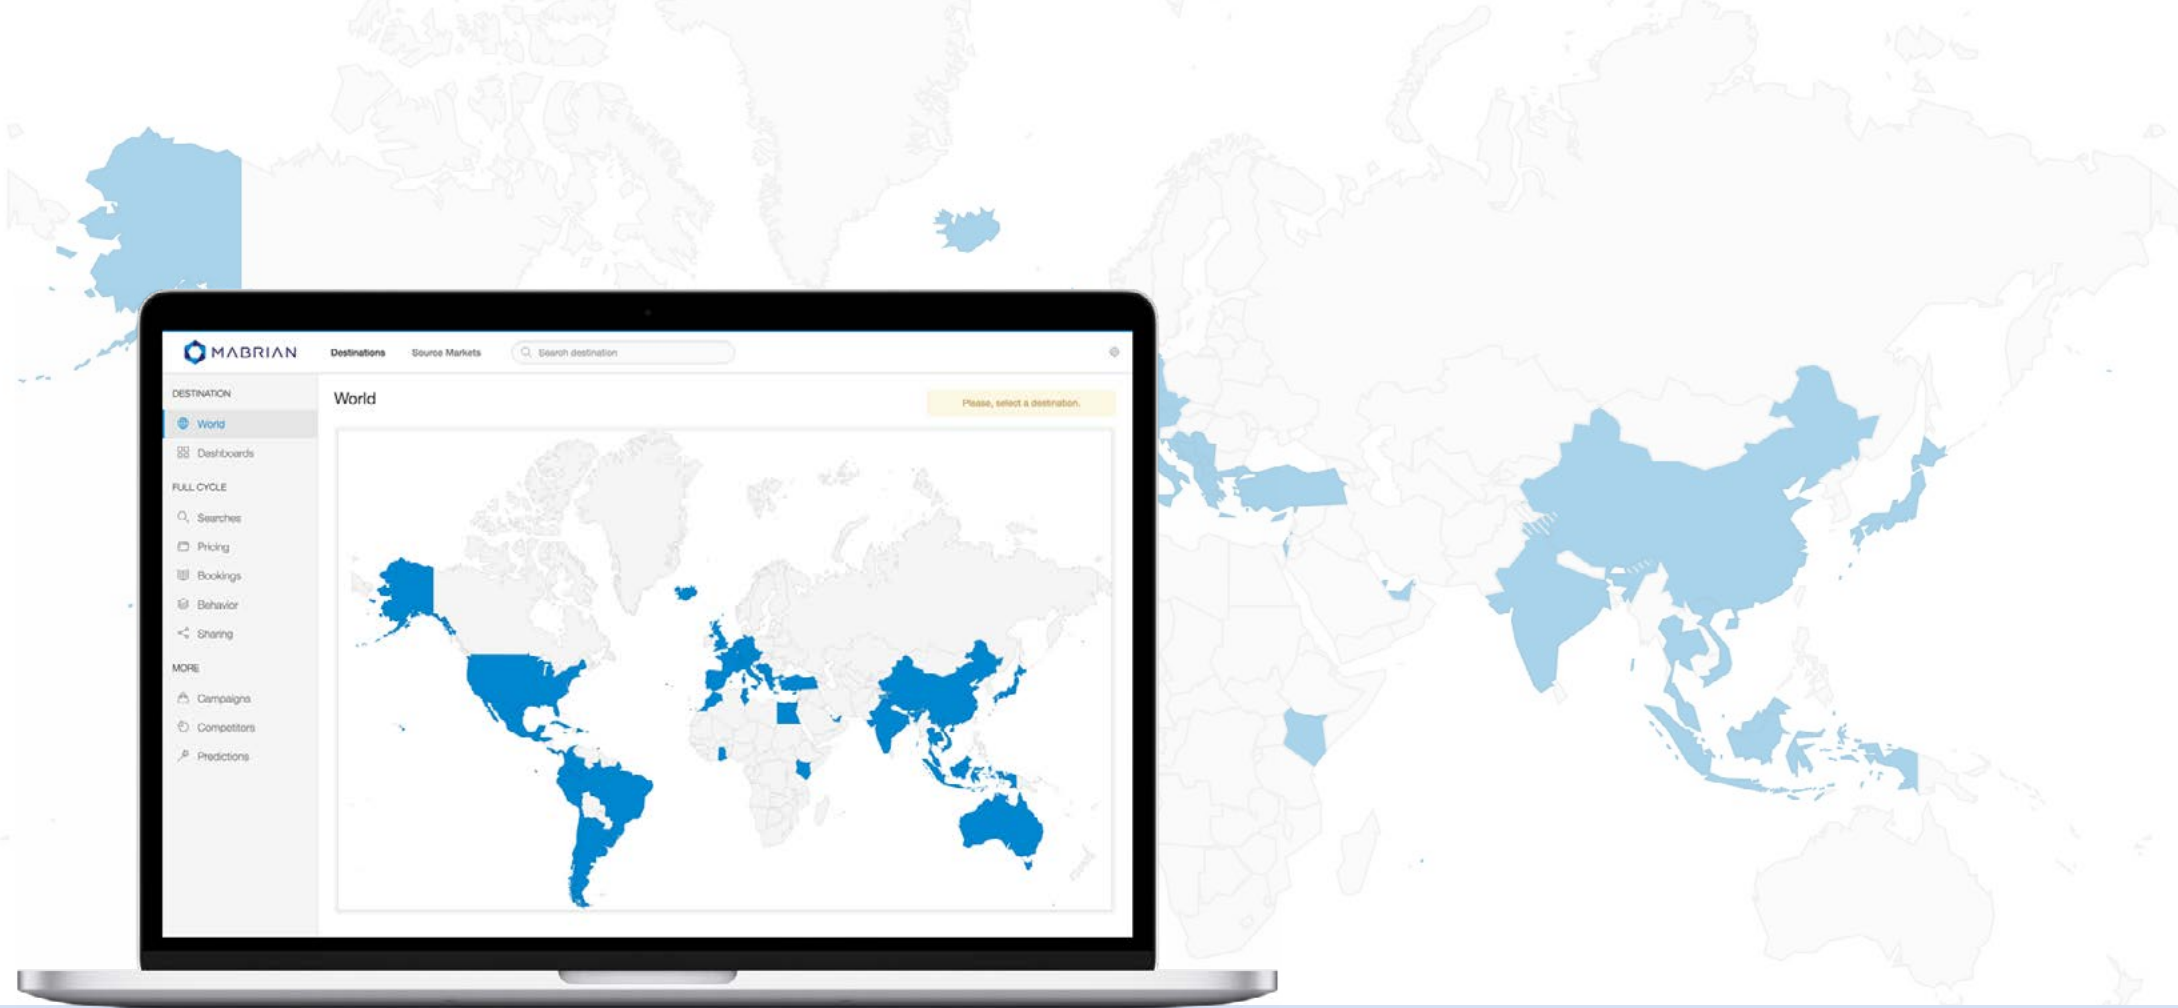 MABRIAN
Destinations
Source Markets
Search destination
DESTINATION
World
Dashboards
FULL CYCLE
Searches
Pricing
Bookings
Behavior
Sharing
MORE
Campaigns
Competitors
Predictions
World
Please, select a destination.